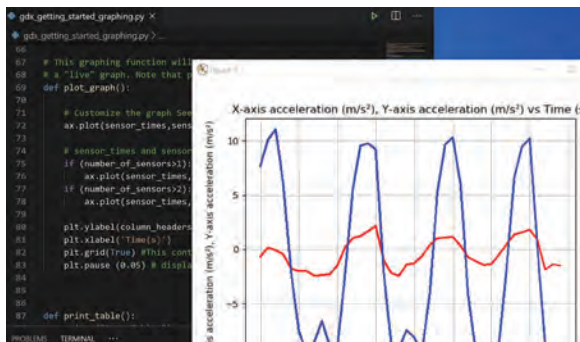 gdx_getting_started_graphing.py
gdx_getting_started_graphing.py > ...
66
67 # This graphing function will
68 # a "live" graph. Note that p
69 def plot_graph():
70
71 # Customize the graph See
72 ax.plot(sensor_times,sens
73
74 # sensor_times and sensor
75 if (number_of_sensors>1):
76 ax.plot(sensor_times,
77 if (number_of_sensors>2):
78 ax.plot(sensor_times,
79
80 plt.ylabel(column_headers
81 plt.xlabel('Time(s)')
82 plt.grid(True) #This cont
83 plt.pause (0.05) # displa
84
85
86
87 def print_table():
PROBLEMS TERMINAL ...
X-axis acceleration (m/s²), Y-axis acceleration (m/s²) vs Time (s
s acceleration (m/s²), Y-axis acceleration (m/s²)
10
5
0
−5